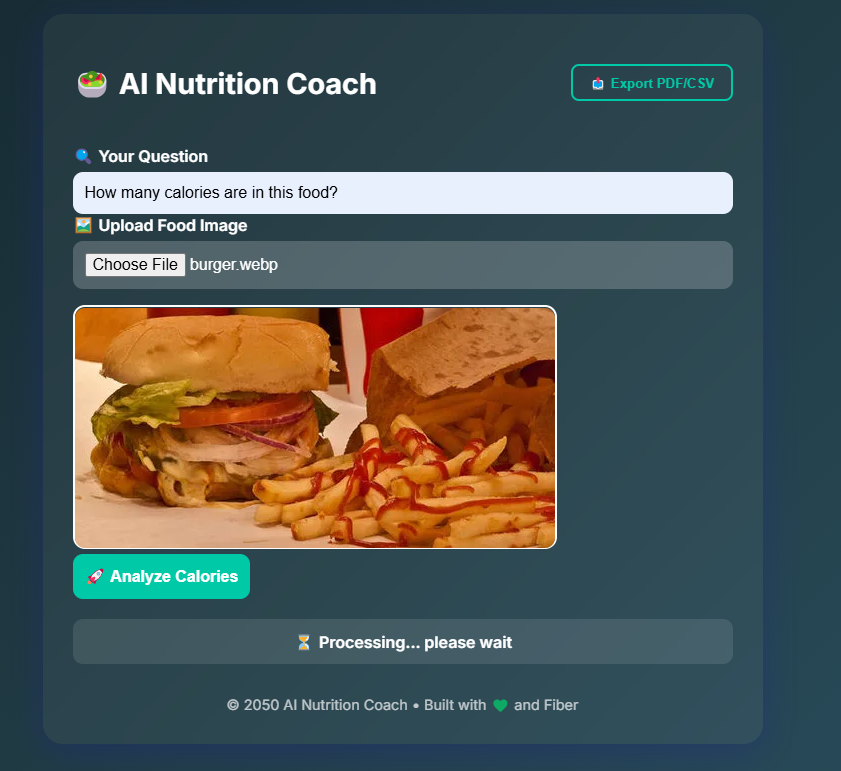 AI Nutrition Coach
Export PDF/CSV
Your Question
How many calories are in this food?
Upload Food Image
Choose File burger.webp
Analyze Calories
Processing... please wait
© 2050 AI Nutrition Coach • Built with 💚 and Fiber